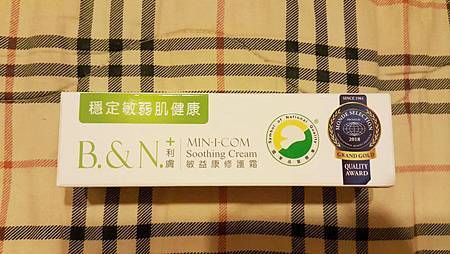 穩定敏弱肌健康
B.&N.+
利膚
MIN-I-COM
Soothing Cream
敏益康修護霜
Symbol of National Quality
SINCE 1961
MONDE SELECTION
2018
GRAND GOLD
QUALITY
AWARD